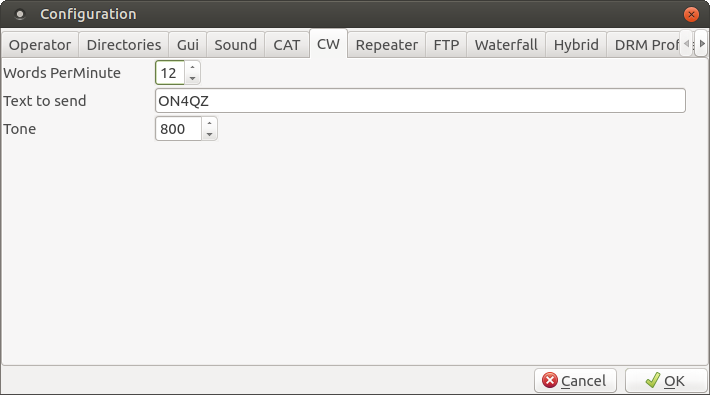 Configuration
Operator Directories Gui Sound CAT CW Repeater FTP Waterfall Hybrid DRM
Words PerMinute 12
Text to send ON4QZ
Tone 800
Cancel OK